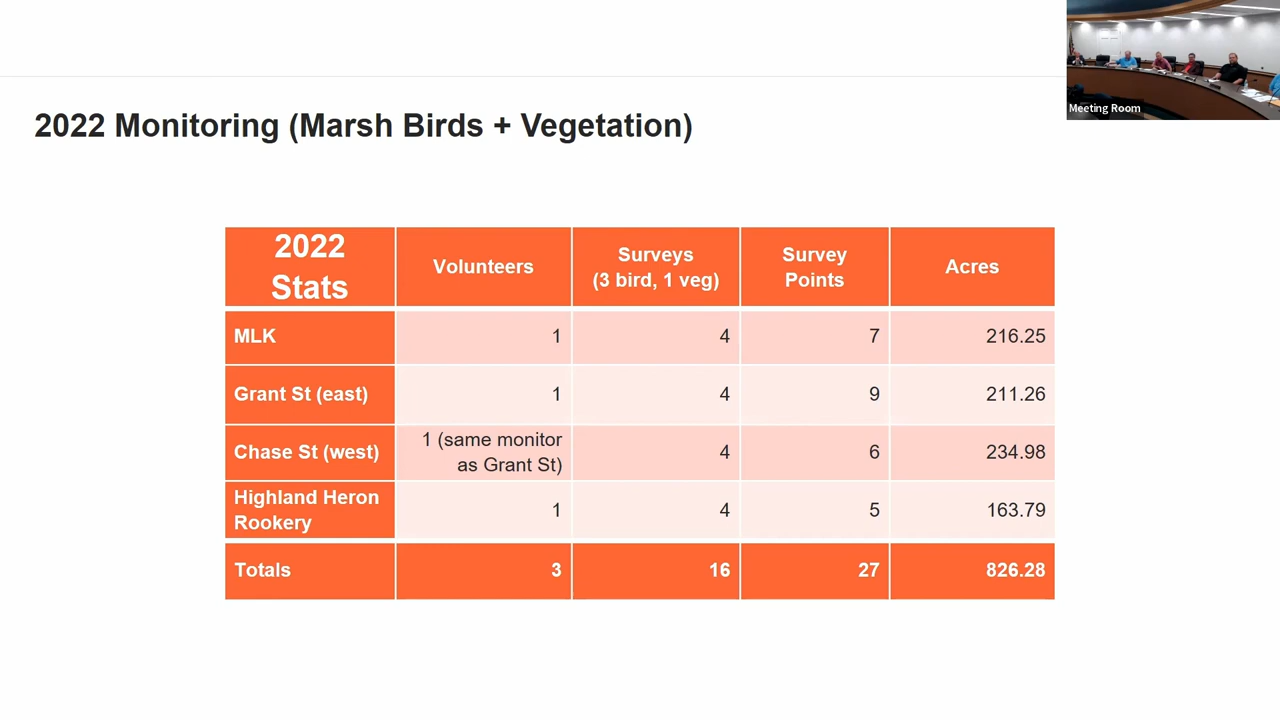 Meeting Room
2022 Monitoring (Marsh Birds + Vegetation)
2022
Stats
Volunteers
Surveys
(3 bird, 1 veg)
Survey
Points
Acres
MLK
1
4
7
216.25
Grant St (east)
1
4
9
211.26
Chase St (west)
1 (same monitor
as Grant St)
4
6
234.98
Highland Heron
Rookery
1
4
5
163.79
Totals
3
16
27
826.28